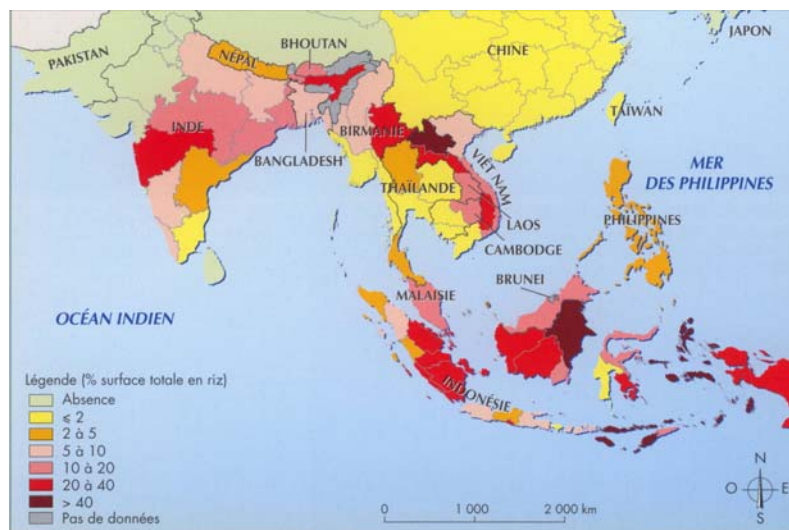 JAPON
CHINE
PAKISTAN
NÉPAL
BHOUTAN
TAÏWAN
INDE
BIRMANIE
BANGLADESH
VIÊT NAM
MER
DES PHILIPPINES
THAÏLANDE
LAOS
PHILIPPINES
CAMBODGE
BRUNEI
MALAISIE
OCÉAN INDIEN
INDONÉSIE
Légende (% surface totale en riz)
Absence
⩽ 2
2 à 5
5 à 10
10 à 20
20 à 40
> 40
Pas de données
0 1 000 2 000 km
N
O E
S